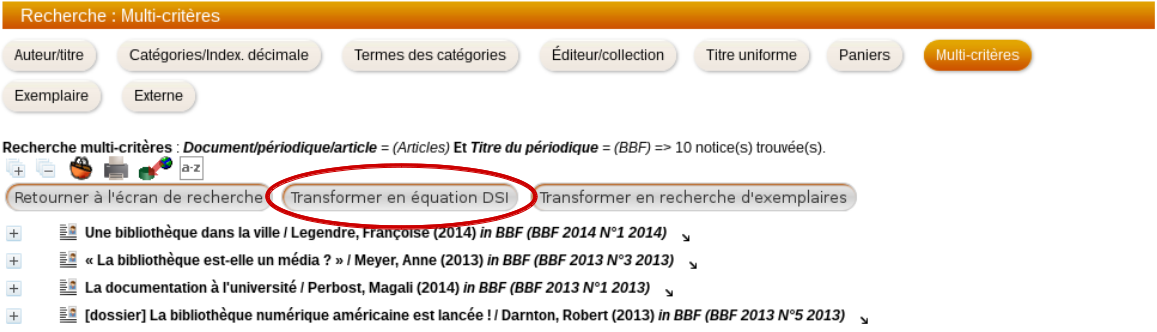 Recherche : Multi-critères
Auteur/titre Catégories/Index. décimale Termes des catégories Éditeur/collection Titre uniforme Paniers Multi-critères
Exemplaire Externe
Recherche multi-critères : Document/périodique/article = (Articles) Et Titre du périodique = (BBF) => 10 notice(s) trouvée(s).
a-z
Retourner à l'écran de recherche Transformer en équation DSI Transformer en recherche d'exemplaires
Une bibliothèque dans la ville / Legendre, Françoise (2014) in BBF (BBF 2014 N°1 2014)
« La bibliothèque est-elle un média ? » / Meyer, Anne (2013) in BBF (BBF 2013 N°3 2013)
La documentation à l'université / Perbost, Magali (2014) in BBF (BBF 2013 N°1 2013)
[dossier] La bibliothèque numérique américaine est lancée ! / Darnton, Robert (2013) in BBF (BBF 2013 N°5 2013)